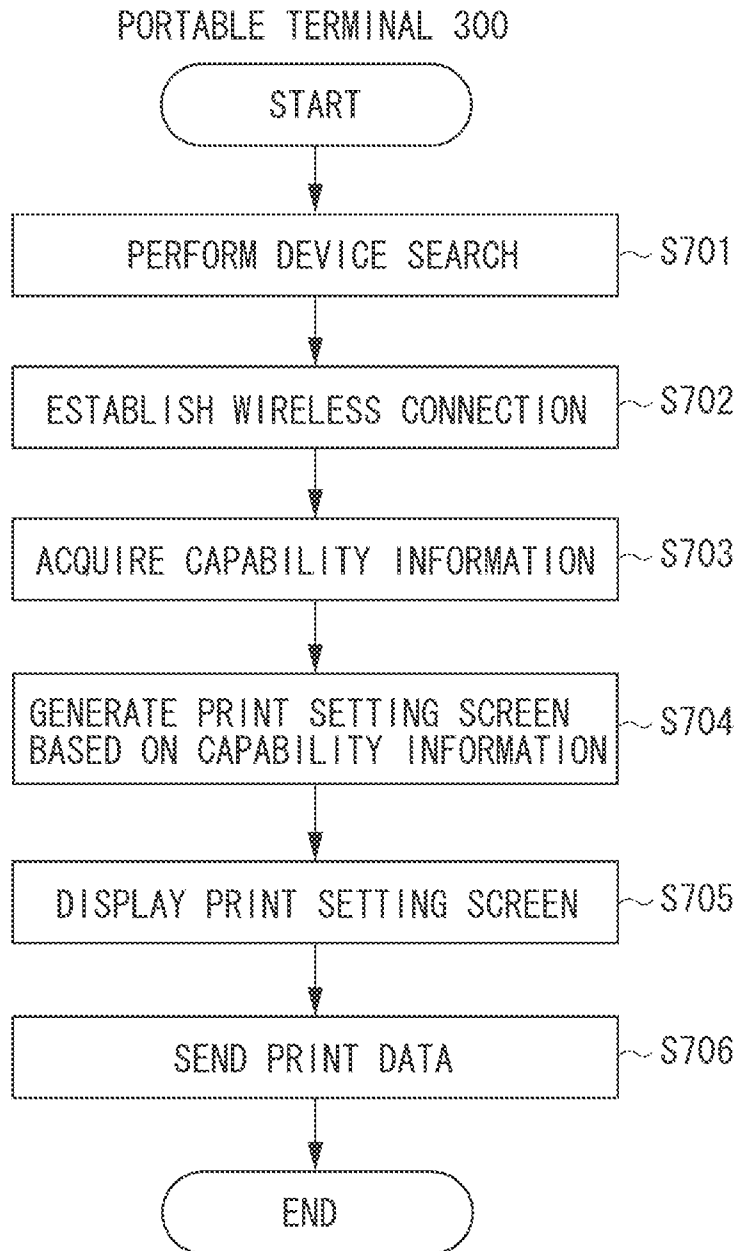 PORTABLE TERMINAL 300
START
PERFORM DEVICE SEARCH
S701
ESTABLISH WIRELESS CONNECTION
S702
ACQUIRE CAPABILITY INFORMATION
S703
GENERATE PRINT SETTING SCREEN
BASED ON CAPABILITY INFORMATION
S704
DISPLAY PRINT SETTING SCREEN
S705
SEND PRINT DATA
S706
END